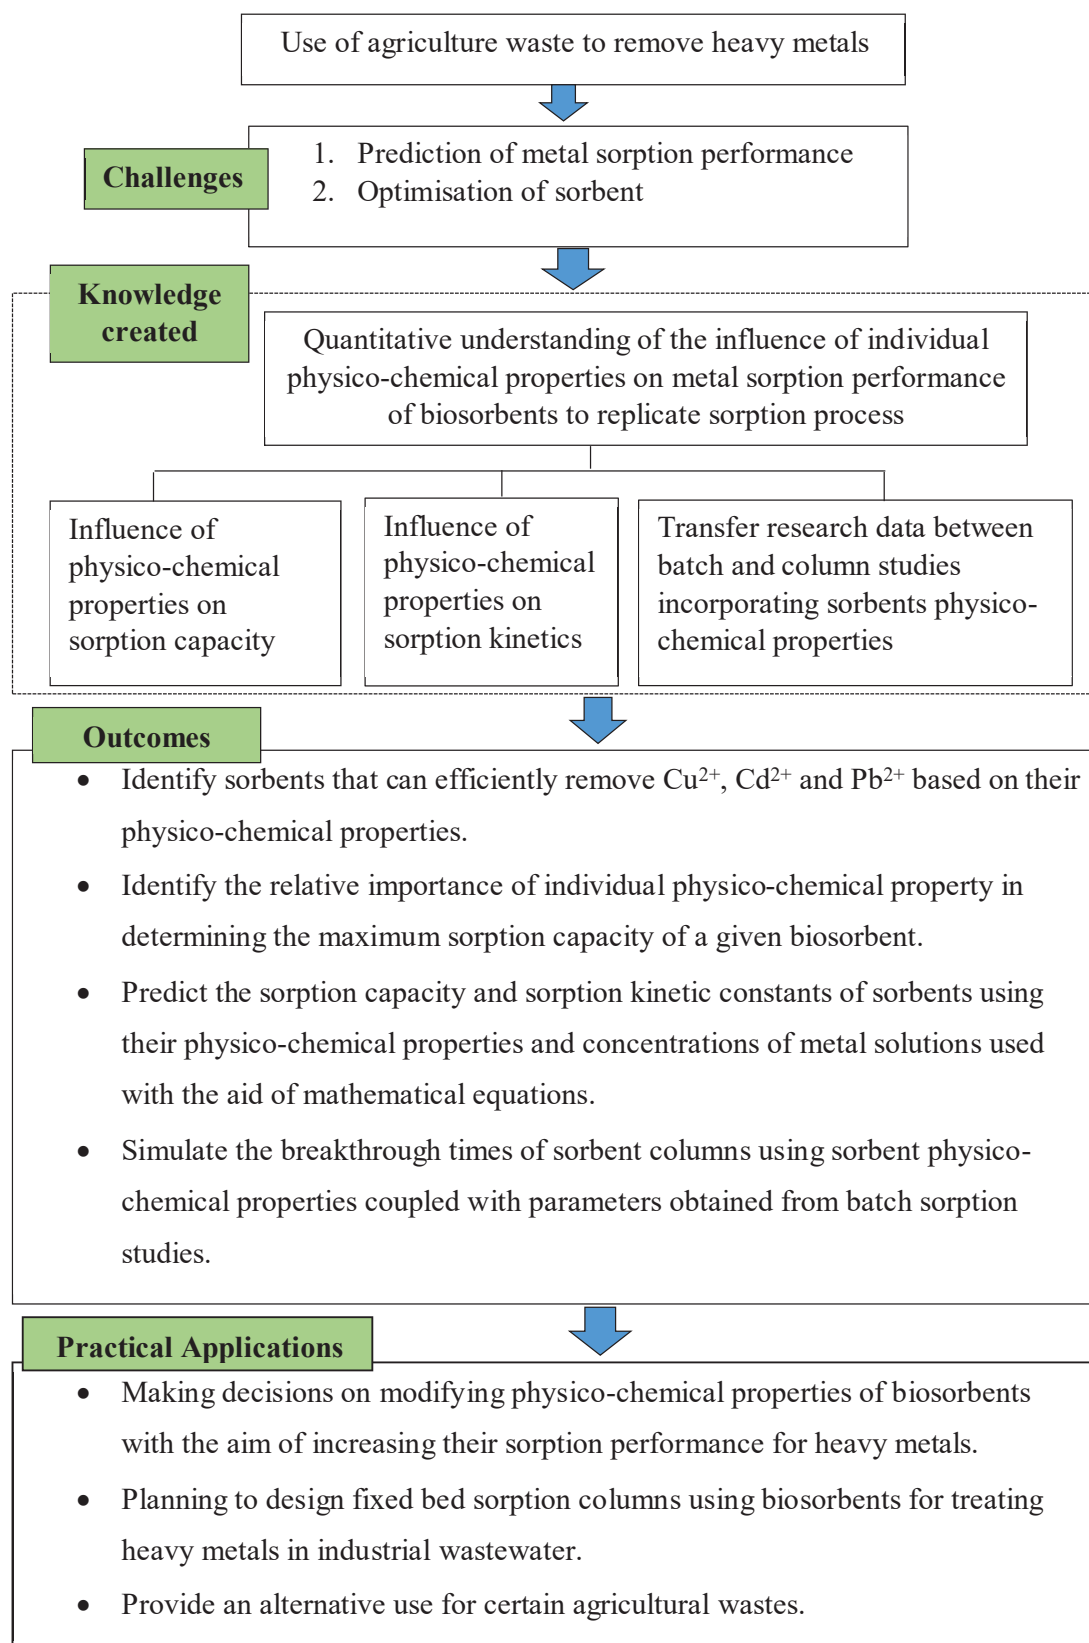 Use of agriculture waste to remove heavy metals
Challenges
1. Prediction of metal sorption performance
2. Optimisation of sorbent
Knowledge
created
Quantitative understanding of the influence of individual
physico-chemical properties on metal sorption performance
of biosorbents to replicate sorption process
Influence of
physico-chemical
properties on
sorption capacity
Influence of
physico-chemical
properties on
sorption kinetics
Transfer research data between
batch and column studies
incorporating sorbents physico-
chemical properties
Outcomes
• Identify sorbents that can efficiently remove Cu²⁺, Cd²⁺ and Pb²⁺ based on their
physico-chemical properties.
• Identify the relative importance of individual physico-chemical property in
determining the maximum sorption capacity of a given biosorbent.
• Predict the sorption capacity and sorption kinetic constants of sorbents using
their physico-chemical properties and concentrations of metal solutions used
with the aid of mathematical equations.
• Simulate the breakthrough times of sorbent columns using sorbent physico-
chemical properties coupled with parameters obtained from batch sorption
studies.
Practical Applications
• Making decisions on modifying physico-chemical properties of biosorbents
with the aim of increasing their sorption performance for heavy metals.
• Planning to design fixed bed sorption columns using biosorbents for treating
heavy metals in industrial wastewater.
• Provide an alternative use for certain agricultural wastes.